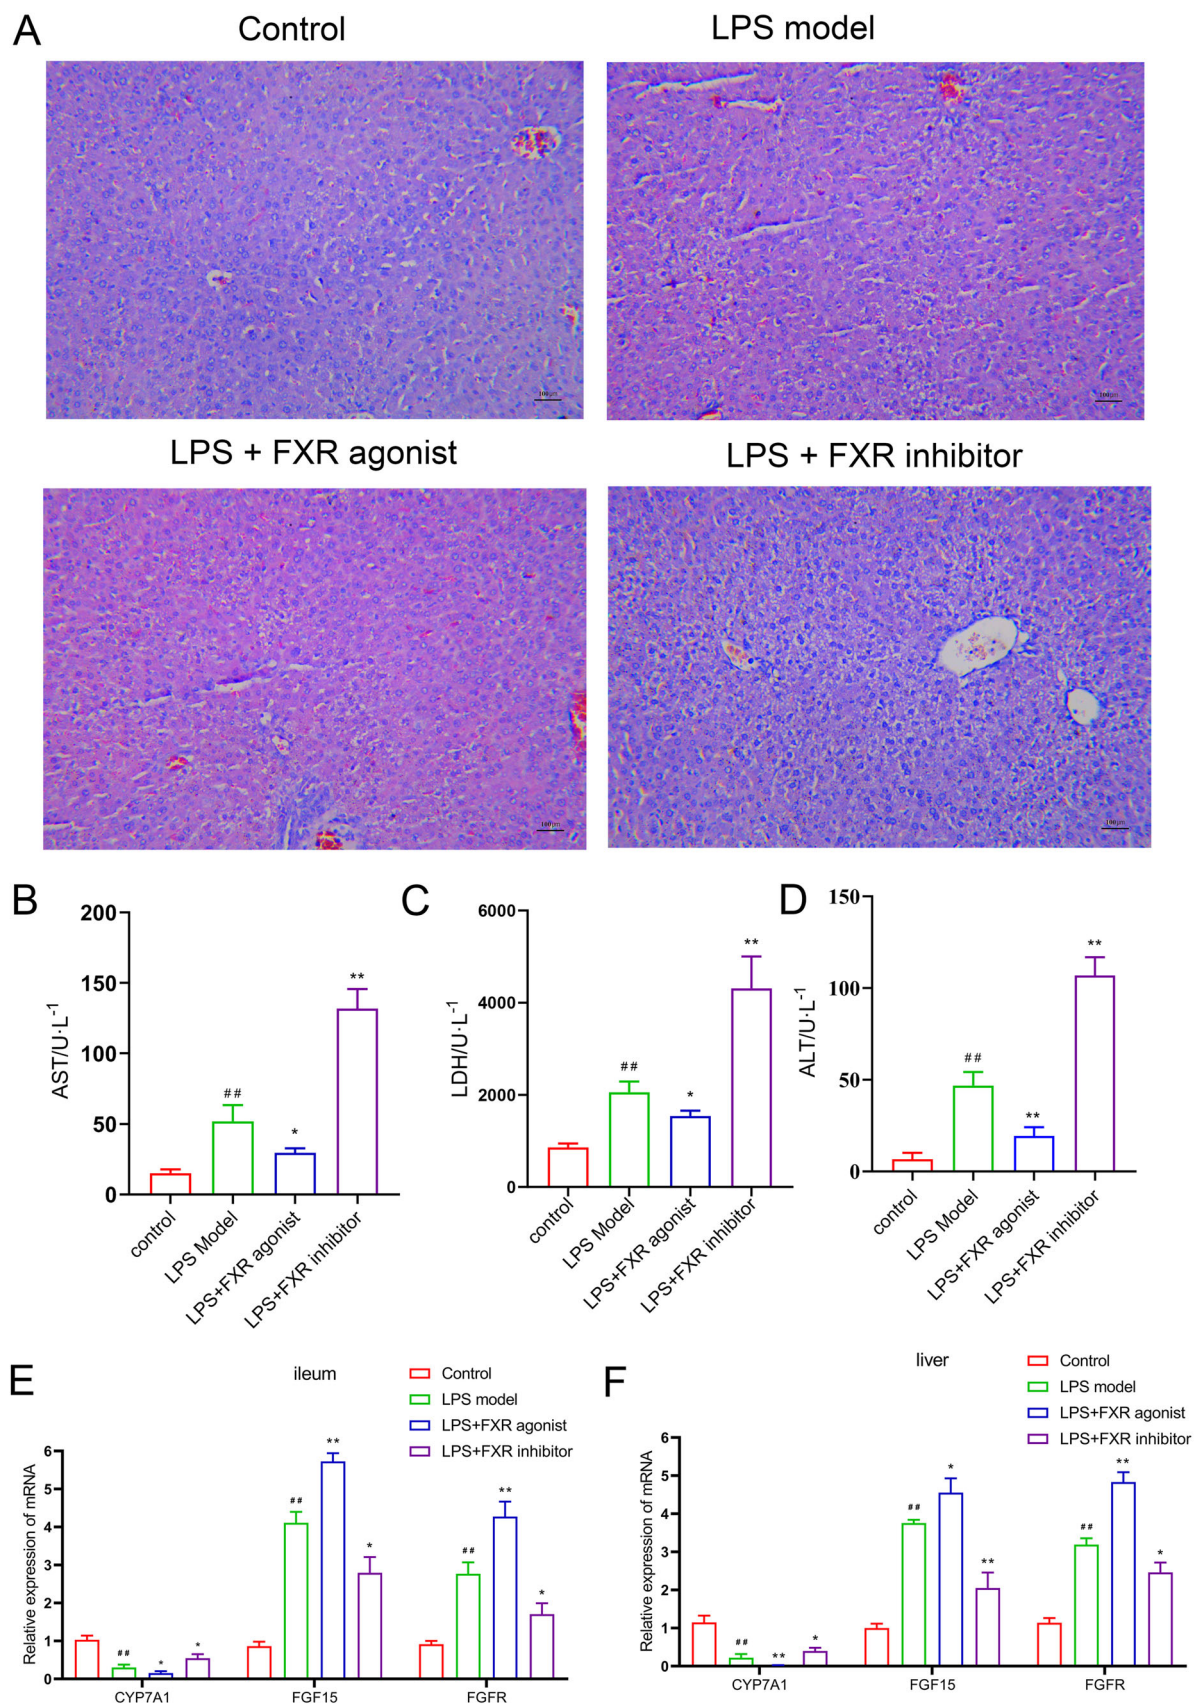 A
Control
LPS model
100μm
100μm
LPS + FXR agonist
LPS + FXR inhibitor
100μm
100μm
B
AST/U·L⁻¹
200
150
100
50
0
##
*
**
control
LPS Model
LPS+FXR agonist
LPS+FXR inhibitor
C
LDH/U·L⁻¹
6000
4000
2000
0
##
*
**
control
LPS Model
LPS+FXR agonist
LPS+FXR inhibitor
D
ALT/U·L⁻¹
150
100
50
0
##
**
**
control
LPS Model
LPS+FXR agonist
LPS+FXR inhibitor
E
ileum
Control
LPS model
LPS+FXR agonist
LPS+FXR inhibitor
Relative expression of mRNA
6
5
4
3
2
1
0
##
*
*
##
**
*
##
**
*
CYP7A1
FGF15
FGFR
F
liver
Control
LPS model
LPS+FXR agonist
LPS+FXR inhibitor
Relative expression of mRNA
6
5
4
3
2
1
0
##
**
*
##
*
**
##
**
*
CYP7A1
FGF15
FGFR